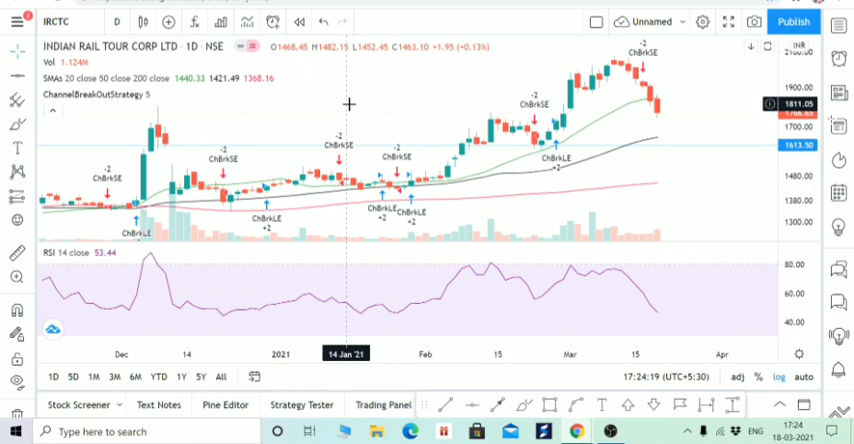 IRCTC D Unnamed Publish
INDIAN RAIL TOUR CORP LTD · 1D · NSE O1468.45 H1482.15 L1452.45 C1463.10 +1.95 (+0.13%) INR
Vol 1.124M
SMAs 20 close 50 close 200 close 1440.33 1421.49 1368.16
ChannelBreakOutStrategy 5
-2
ChBrkSE
-2
ChBrkSE
-2
ChBrkSE
-2
ChBrkSE
-2
ChBrkSE
-2
ChBrkSE
ChBrkLE
ChBrkLE
+2
ChBrkLE
+2
ChBrkLE
+2
ChBrkLE
+2
2100.00
1900.00
1811.05
1766.65
1700.00
1613.50
1480.00
1380.00
1300.00
RSI 14 close 53.44
80.00
60.00
40.00
Dec 14 2021 14 Jan '21 Feb 15 Mar 15 Apr
1D 5D 1M 3M 6M YTD 1Y 5Y All 17:24:19 (UTC+5:30) adj % log auto
Stock Screener Text Notes Pine Editor Strategy Tester Trading Panel
Type here to search
ENG
17:24
18-03-2021